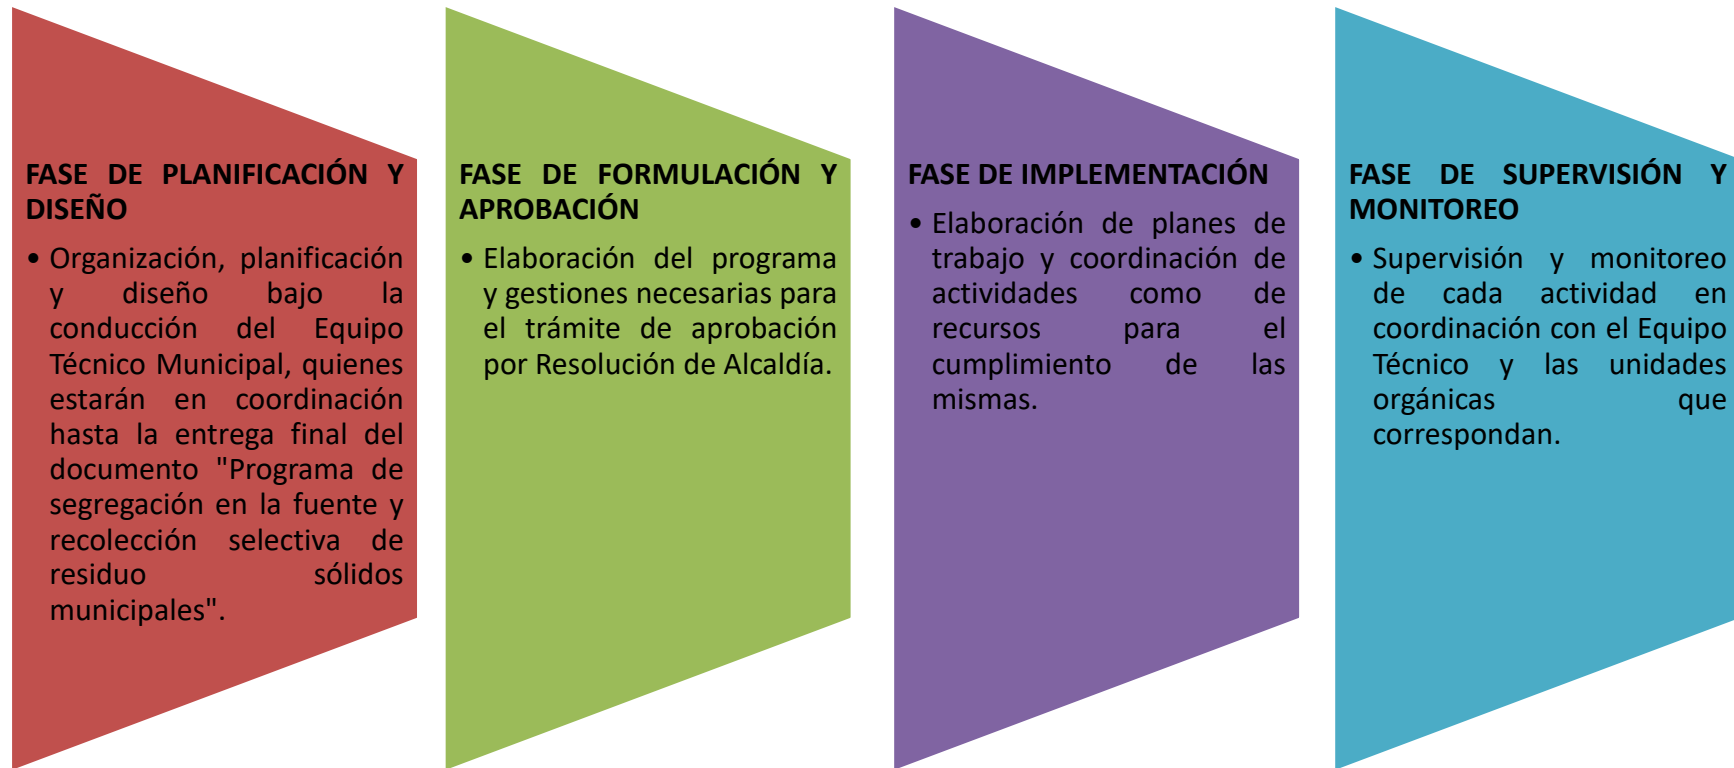 FASE DE PLANIFICACIÓN Y
DISEÑO
• Organización, planificación
y diseño bajo la
conducción del Equipo
Técnico Municipal, quienes
estarán en coordinación
hasta la entrega final del
documento "Programa de
segregación en la fuente y
recolección selectiva de
residuo sólidos
municipales".
FASE DE FORMULACIÓN Y
APROBACIÓN
• Elaboración del programa
y gestiones necesarias para
el trámite de aprobación
por Resolución de Alcaldía.
FASE DE IMPLEMENTACIÓN
• Elaboración de planes de
trabajo y coordinación de
actividades como de
recursos para el
cumplimiento de las
mismas.
FASE DE SUPERVISIÓN Y
MONITOREO
• Supervisión y monitoreo
de cada actividad en
coordinación con el Equipo
Técnico y las unidades
orgánicas que
correspondan.